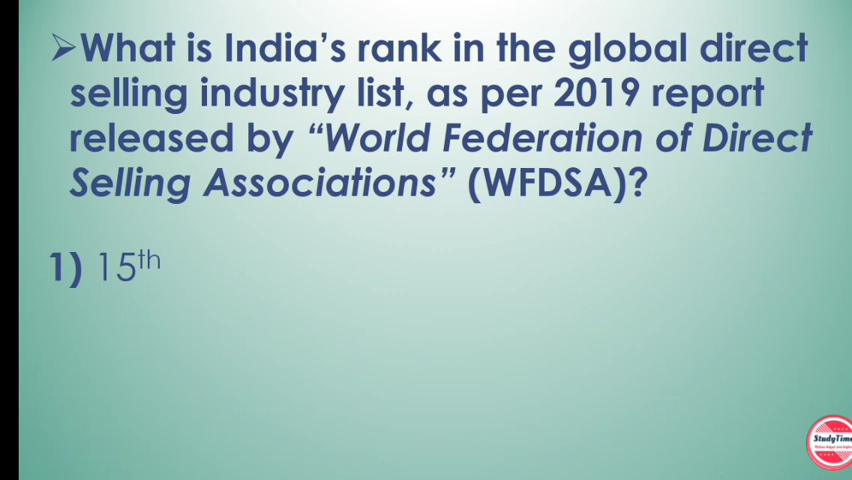 ➢What is India’s rank in the global direct
selling industry list, as per 2019 report
released by “World Federation of Direct
Selling Associations” (WFDSA)?
1) 15th
StudyTime